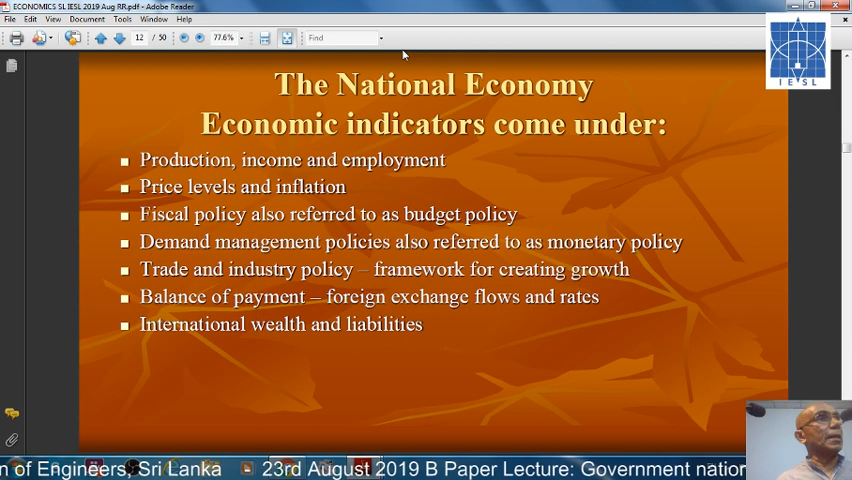 ECONOMICS SL IESL 2019 Aug RR.pdf - Adobe Reader
File Edit View Document Tools Window Help
12 / 50 77.6% Find
I E S L
The National Economy
Economic indicators come under:
Production, income and employment
Price levels and inflation
Fiscal policy also referred to as budget policy
Demand management policies also referred to as monetary policy
Trade and industry policy – framework for creating growth
Balance of payment – foreign exchange flows and rates
International wealth and liabilities
n of Engineers, Sri Lanka 23rd August 2019 B Paper Lecture: Government nation